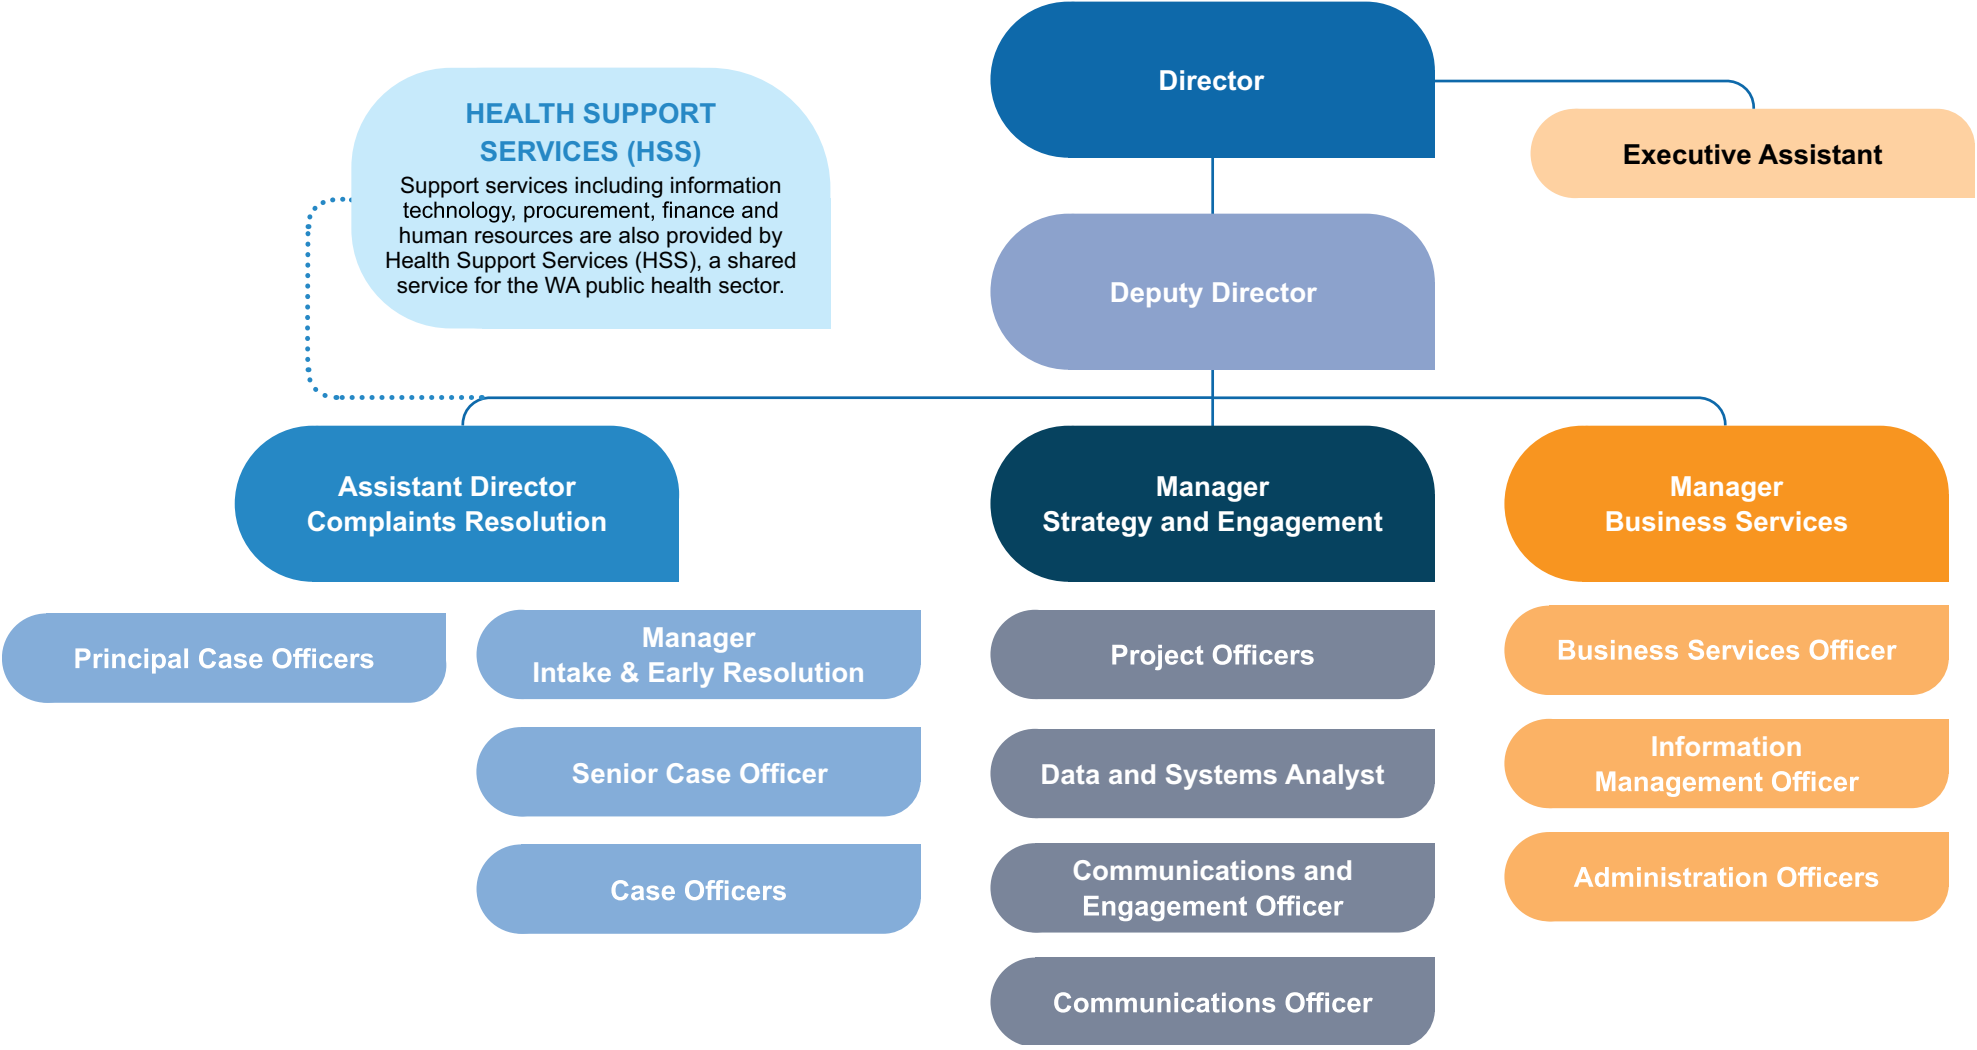 Director
Executive Assistant
HEALTH SUPPORT
SERVICES (HSS)
Support services including information
technology, procurement, finance and
human resources are also provided by
Health Support Services (HSS), a shared
service for the WA public health sector.
Deputy Director
Assistant Director
Complaints Resolution
Manager
Strategy and Engagement
Manager
Business Services
Principal Case Officers
Manager
Intake & Early Resolution
Senior Case Officer
Case Officers
Project Officers
Data and Systems Analyst
Communications and
Engagement Officer
Communications Officer
Business Services Officer
Information
Management Officer
Administration Officers